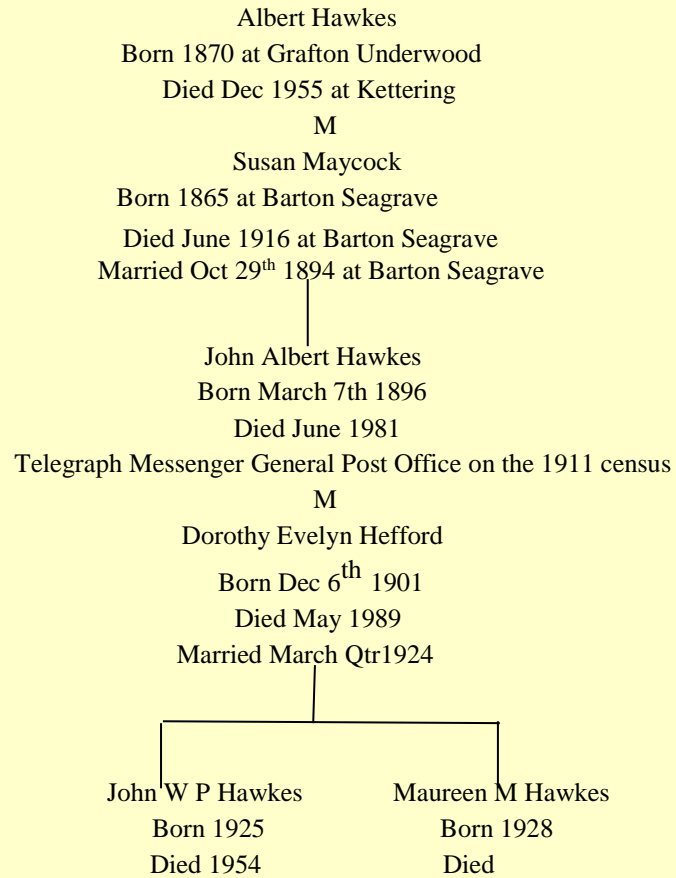 Albert Hawkes
Born 1870 at Grafton Underwood
Died Dec 1955 at Kettering
M
Susan Maycock
Born 1865 at Barton Seagrave
Died June 1916 at Barton Seagrave
Married Oct 29th 1894 at Barton Seagrave
John Albert Hawkes
Born March 7th 1896
Died June 1981
Telegraph Messenger General Post Office on the 1911 census
M
Dorothy Evelyn Hefford
Born Dec 6th 1901
Died May 1989
Married March Qtr1924
John W P Hawkes Maureen M Hawkes
Born 1925 Born 1928
Died 1954 Died